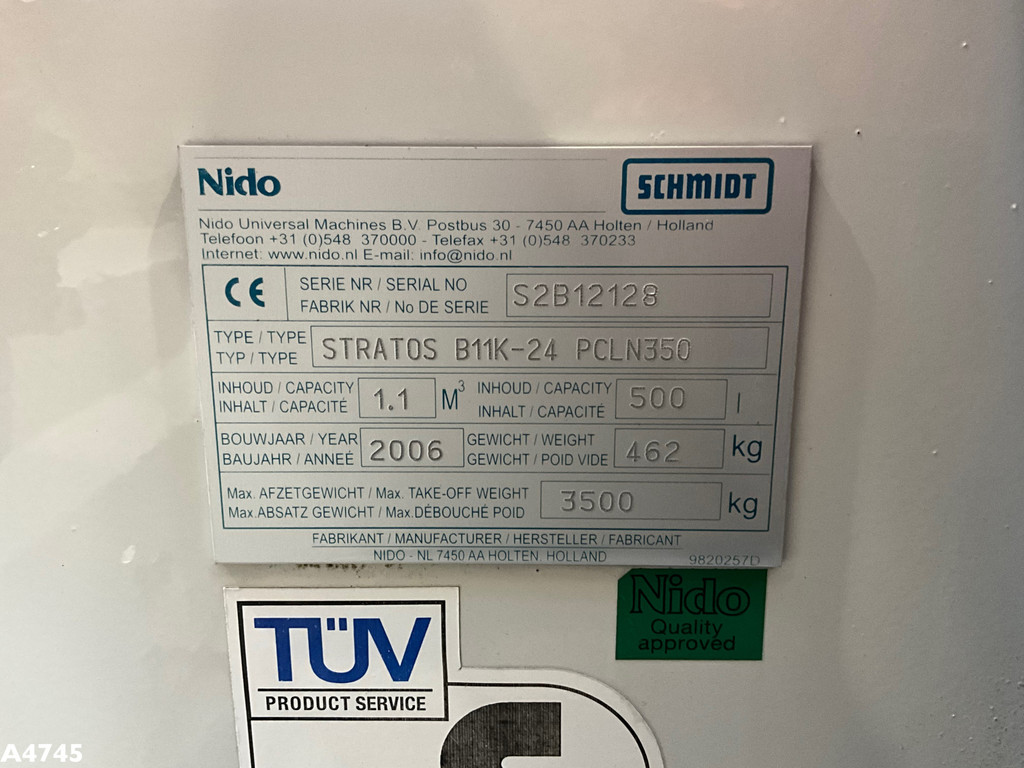 Nido
SCHMIDT
Nido Universal Machines B.V. Postbus 30 - 7450 AA Holten / Holland
Telefoon +31 (0)548 370000 - Telefax +31 (0)548 370233
Internet: www.nido.nl E-mail: info@nido.nl
CE
SERIE NR / SERIAL NO
FABRIK NR / No DE SERIE
S2B12128
TYPE / TYPE
TYP / TYPE
STRATOS B11K-24 PCLN350
INHOUD / CAPACITY
INHALT / CAPACITÉ
1.1
M³
INHOUD / CAPACITY
INHALT / CAPACITÉ
500
l
BOUWJAAR / YEAR
BAUJAHR / ANNEÉ
2006
GEWICHT / WEIGHT
GEWICHT / POID VIDE
462
kg
Max. AFZETGEWICHT / Max. TAKE-OFF WEIGHT
Max. ABSATZ GEWICHT / Max. DÉBOUCHÉ POID
3500
kg
FABRIKANT / MANUFACTURER / HERSTELLER / FABRICANT
NIDO - NL 7450 AA HOLTEN, HOLLAND
9820257D
Nido
Quality
approved
TÜV
PRODUCT SERVICE
A4745